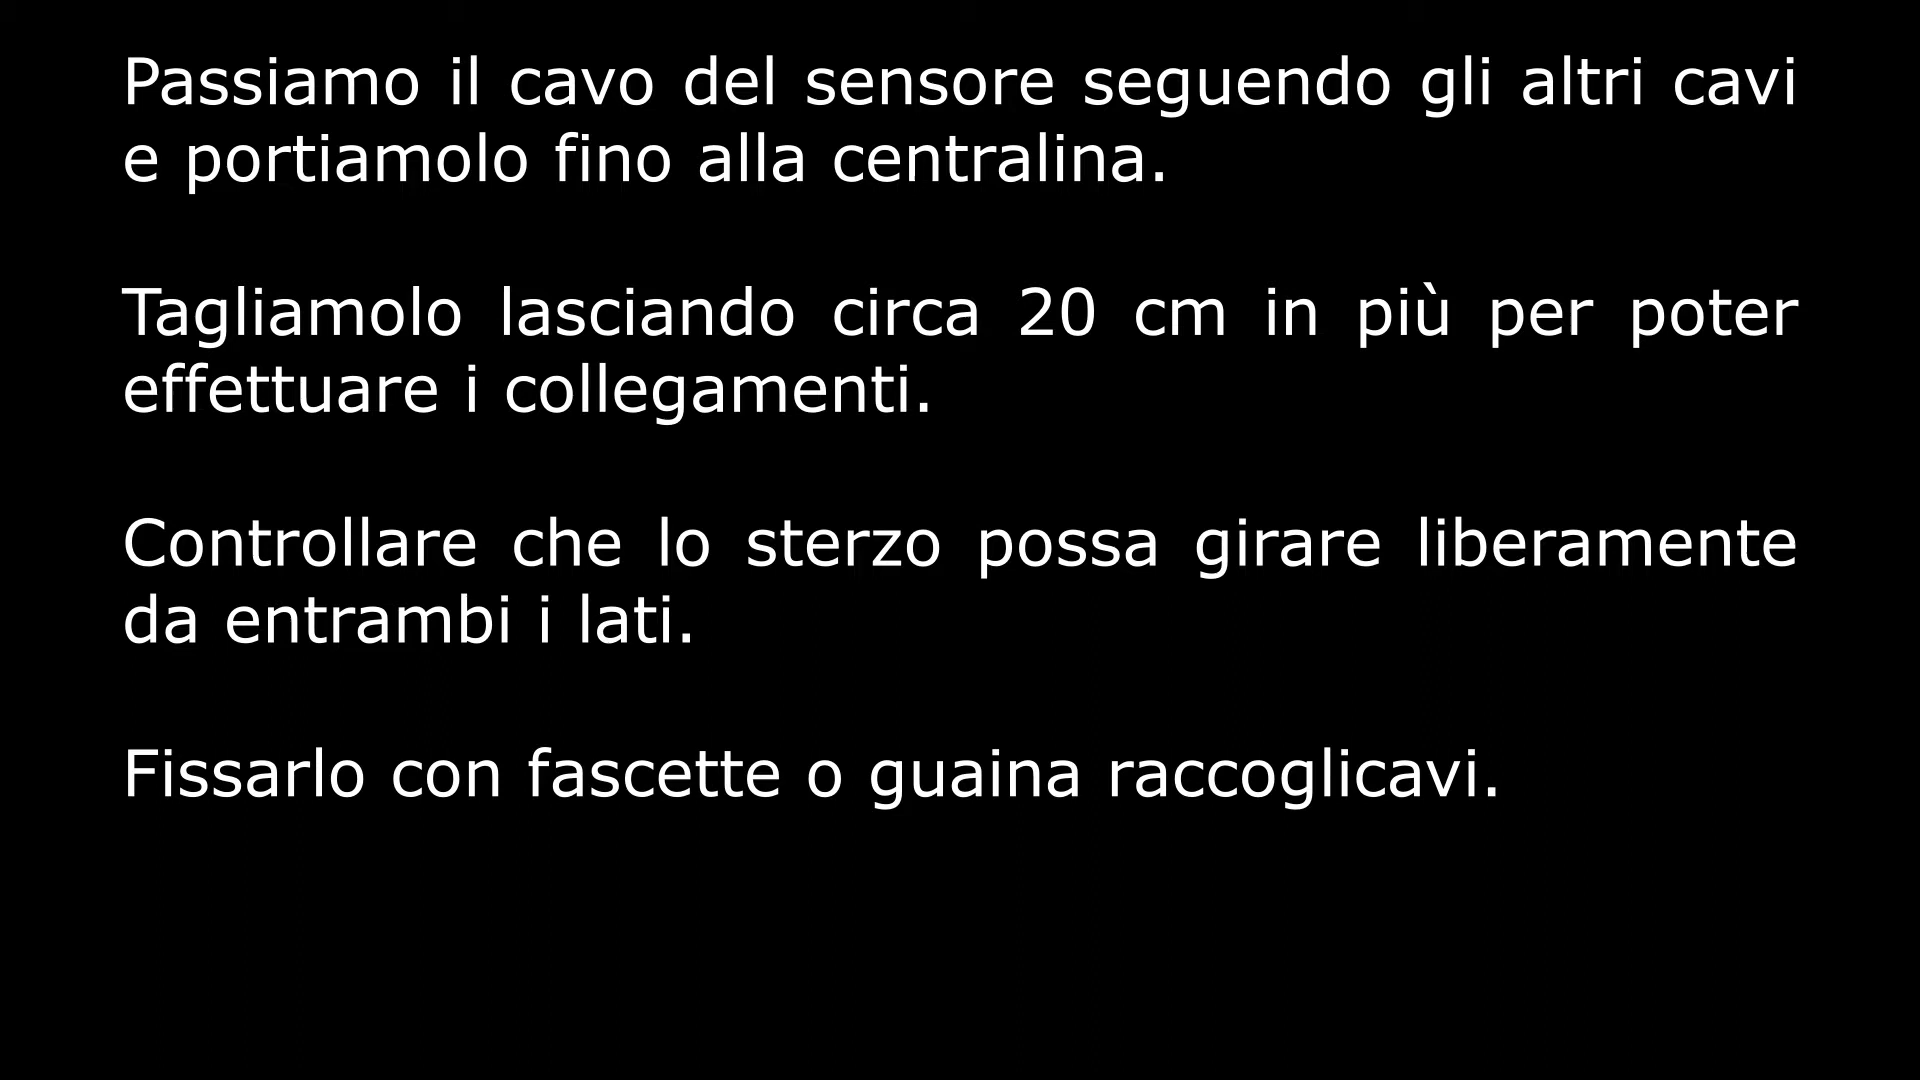 Passiamo il cavo del sensore seguendo gli altri cavi
e portiamolo fino alla centralina.
Tagliamolo lasciando circa 20 cm in più per poter
effettuare i collegamenti.
Controllare che lo sterzo possa girare liberamente
da entrambi i lati.
Fissarlo con fascette o guaina raccoglicavi.